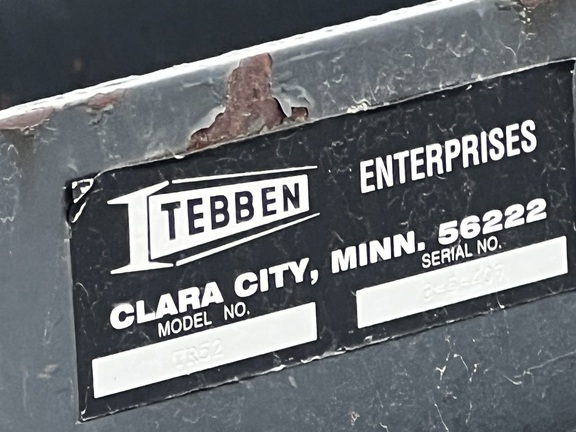 TEBBEN ENTERPRISES
CLARA CITY, MINN. 56222
MODEL NO. SERIAL NO.